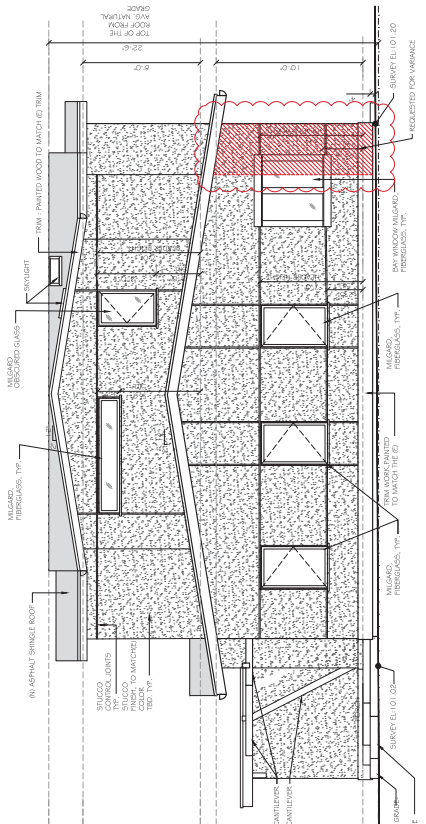 TOP OF THE
ROOF FROM
AVG. NATURAL
GRADE
22'-6"
8'-0"
10'-0"
TRIM : PAINTED WOOD TO MATCH (E) TRIM
SKYLIGHT
MILGARD
OBSCURED GLASS
MILGARD,
FIBERGLASS, TYP.
(N) ASPHALT SHINGLE ROOF
STUCCO
CONTROL JOINTS
TYP.
STUCCO
FINISH, TO MATCH(E)
COLOR
TBD. TYP.
CANTILEVER
CANTILEVER
SURVEY EL:101.20
REQUESTED FOR VARIANCE
BAY WINDOW MILGARD,
FIBERGLASS, TYP.
MILGARD,
FIBERGLASS, TYP.
TRIM WORK,PAINTED
TO MATCH THE (E)
MILGARD,
FIBERGLASS, TYP.
SURVEY EL:101.02
GRADE